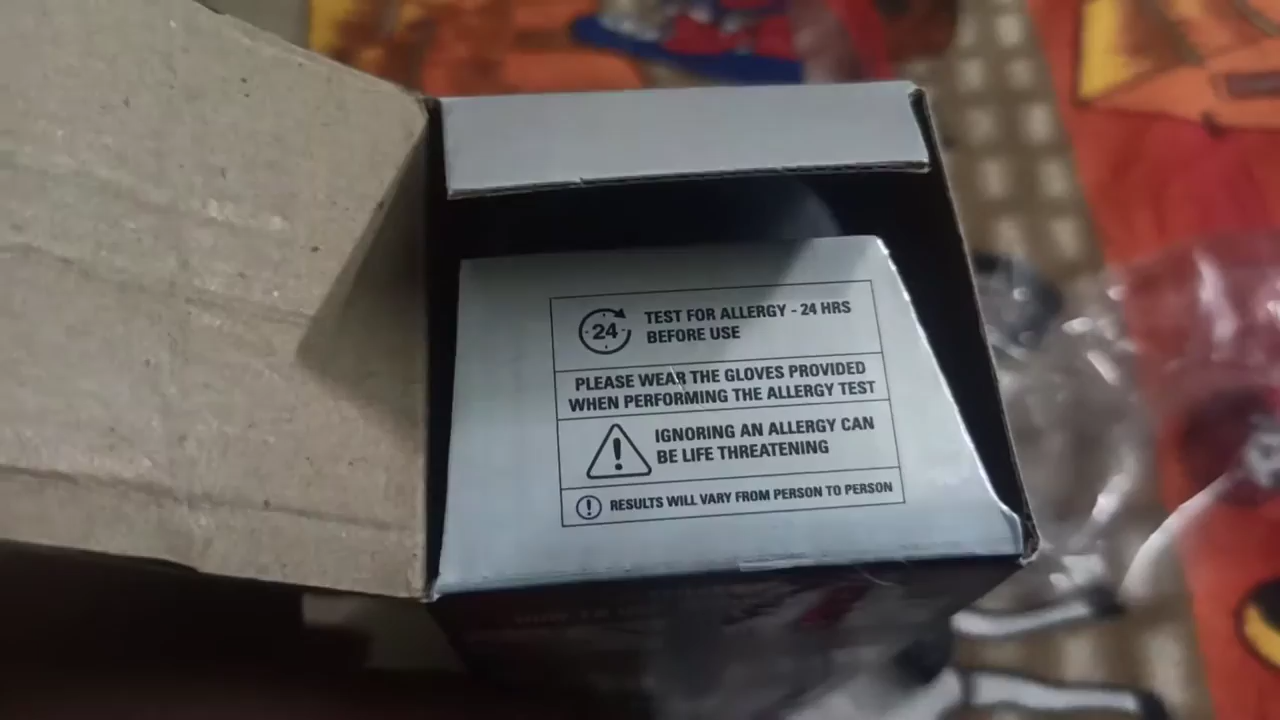 24
TEST FOR ALLERGY - 24 HRS
BEFORE USE
PLEASE WEAR THE GLOVES PROVIDED
WHEN PERFORMING THE ALLERGY TEST
IGNORING AN ALLERGY CAN
BE LIFE THREATENING
RESULTS WILL VARY FROM PERSON TO PERSON